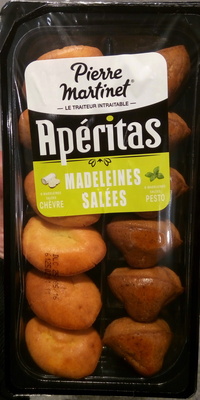 Pierre
Martinet
LE TRAITEUR INTRAITABLE
Apéritas
MADELEINES
SALÉES
CHÈVRE
PESTO